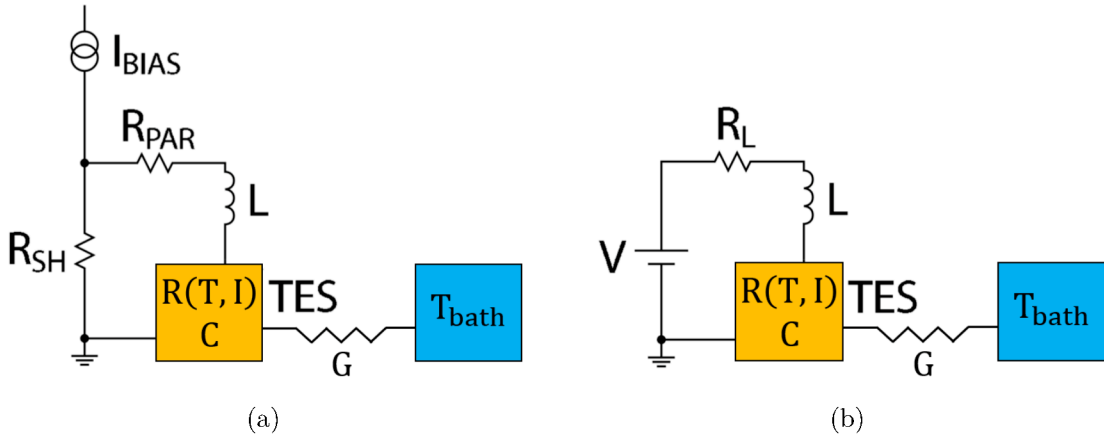 I_BIAS
R_PAR
L
R_SH
R(T, I)
C
TES
G
T_bath
(a)
R_L
L
V
R(T, I)
C
TES
G
T_bath
(b)